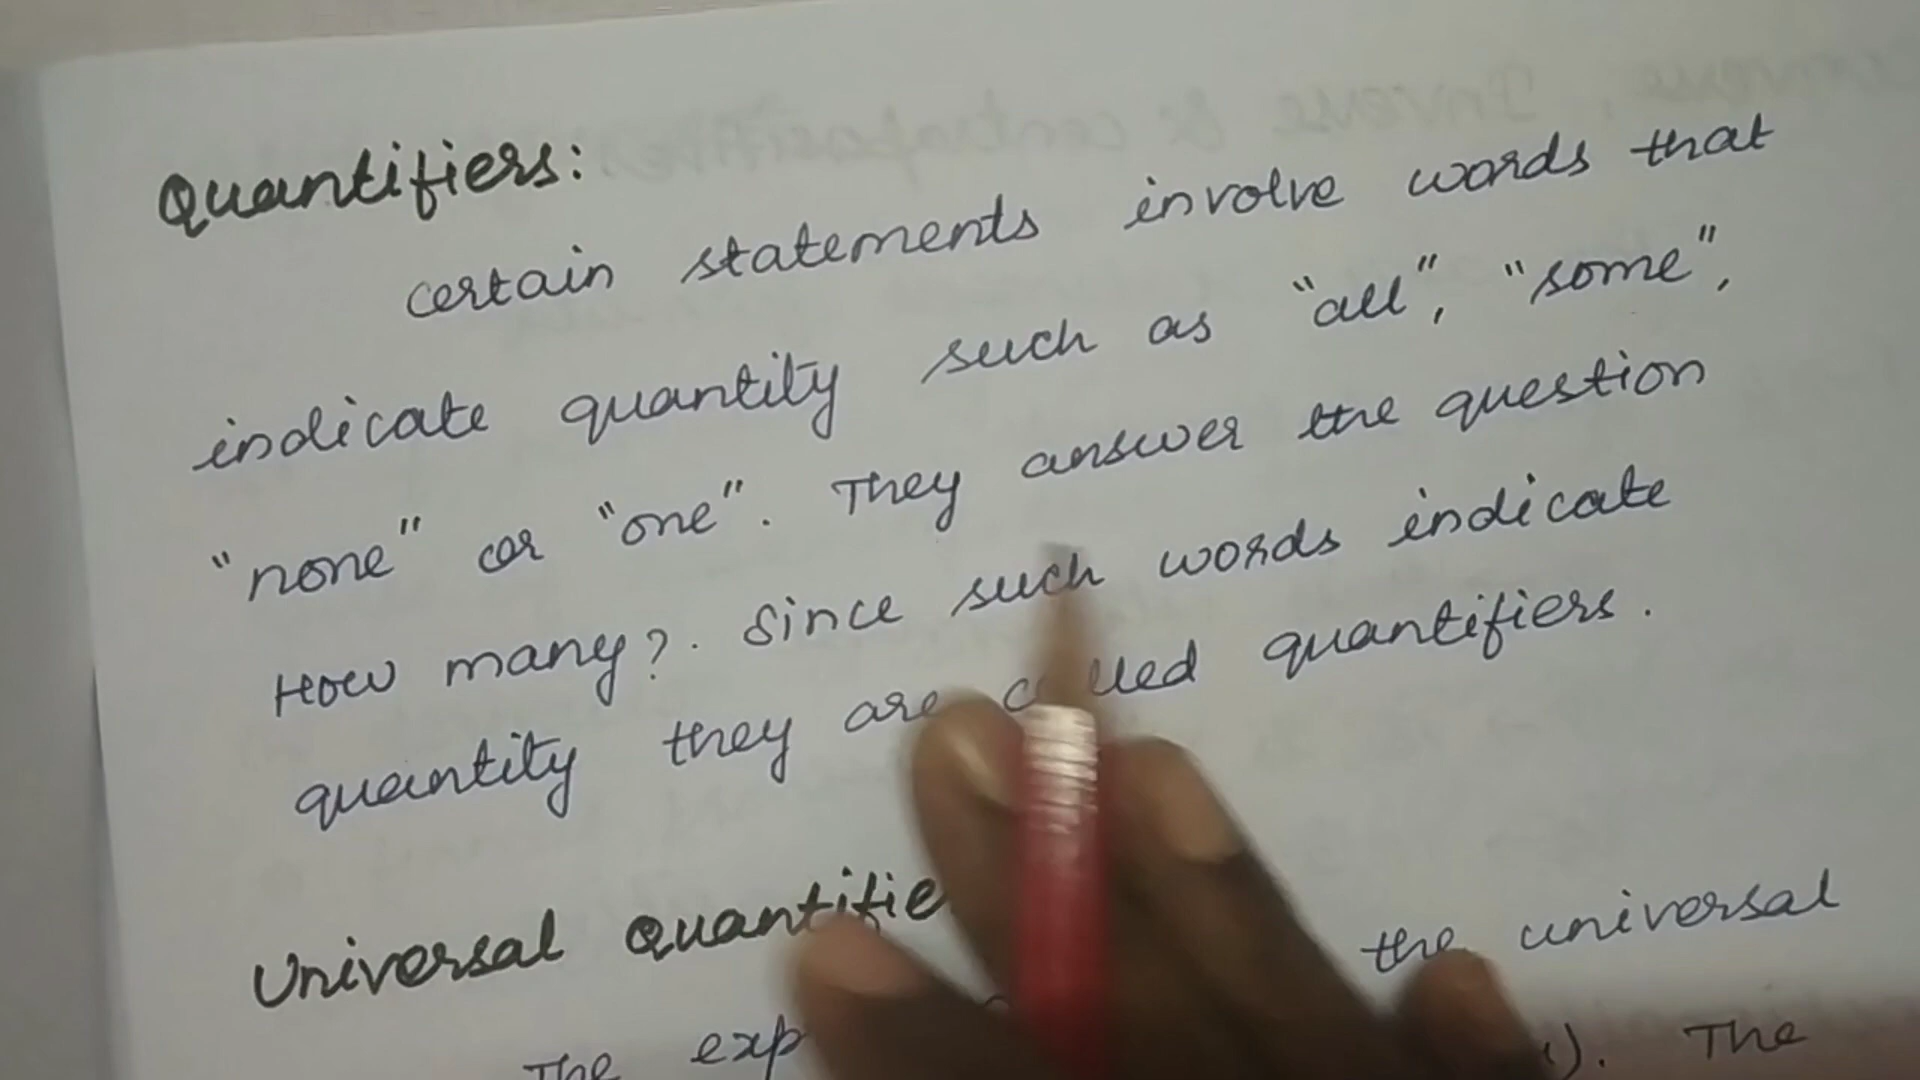 Quantifiers:
certain statements involve words that
indicate quantity such as "all", "some",
"none" or "one". They answer the question
How many?. Since such words indicate
quantity they are called quantifiers.
Universal Quantifie
the universal
The exp
). The